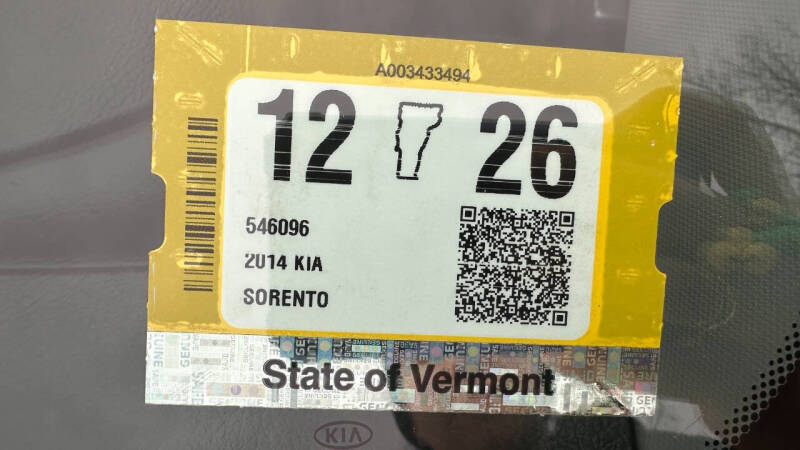 A003433494
12 26
546096
2014 KIA
SORENTO
State of Vermont
KIA